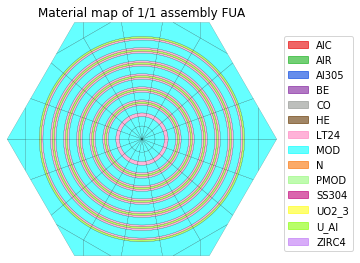 Material map of 1/1 assembly FUA
AIC
AIR
Al305
BE
CO
HE
LT24
MOD
N
PMOD
SS304
UO2_3
U_Al
ZIRC4